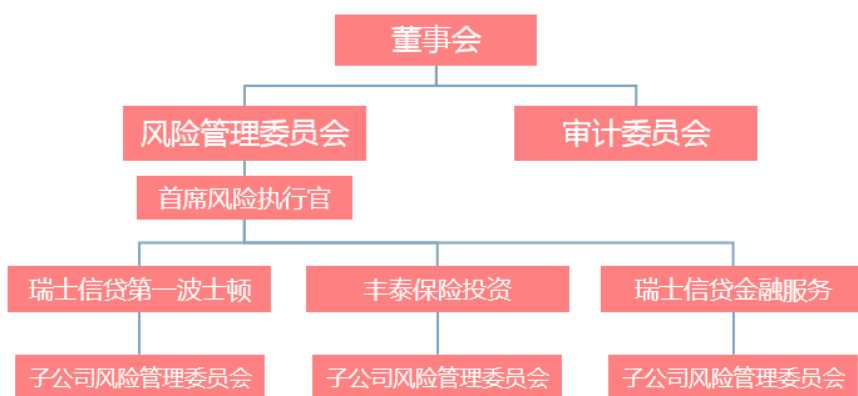 董事会
风险管理委员会
审计委员会
首席风险执行官
瑞士信贷第一波士顿
丰泰保险投资
瑞士信贷金融服务
子公司风险管理委员会
子公司风险管理委员会
子公司风险管理委员会